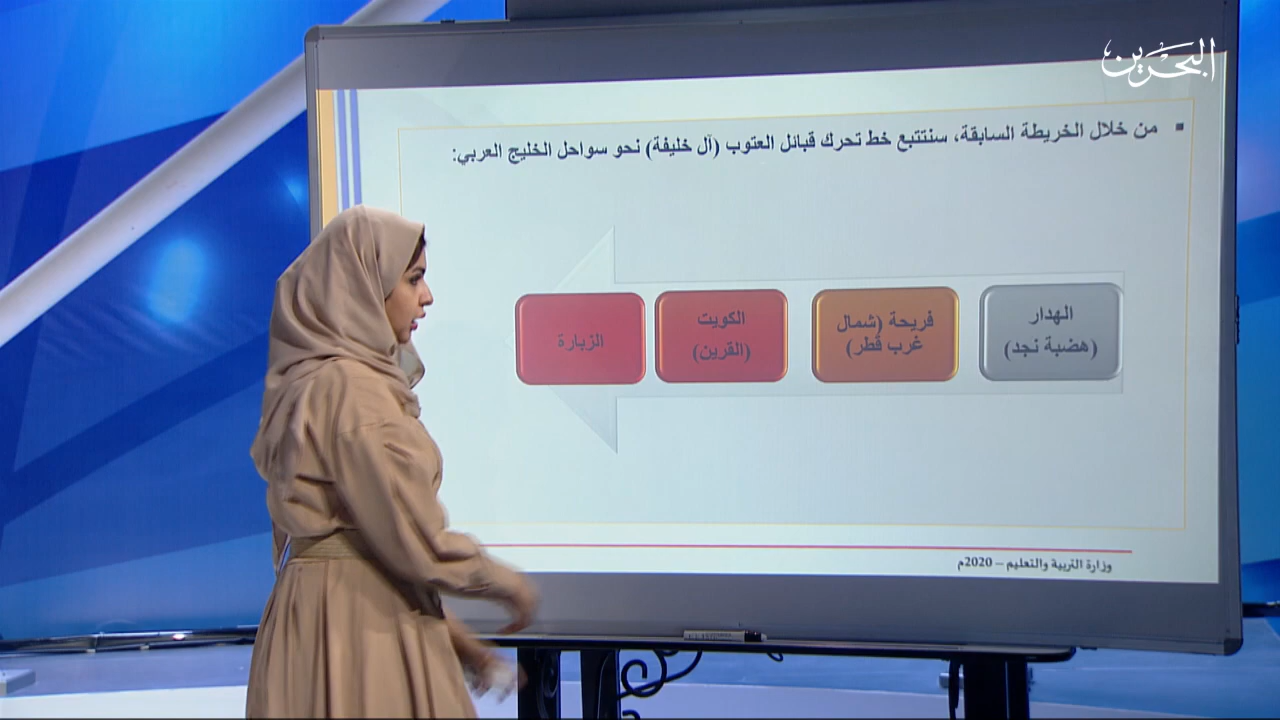 البحرين
▪ من خلال الخريطة السابقة، سنتتبع خط تحرك قبائل العتوب (آل خليفة) نحو سواحل الخليج العربي:
الهدار
(هضبة نجد)
فريحة (شمال
غرب قطر)
الكويت
(القرين)
الزبارة
وزارة التربية والتعليم – 2020م